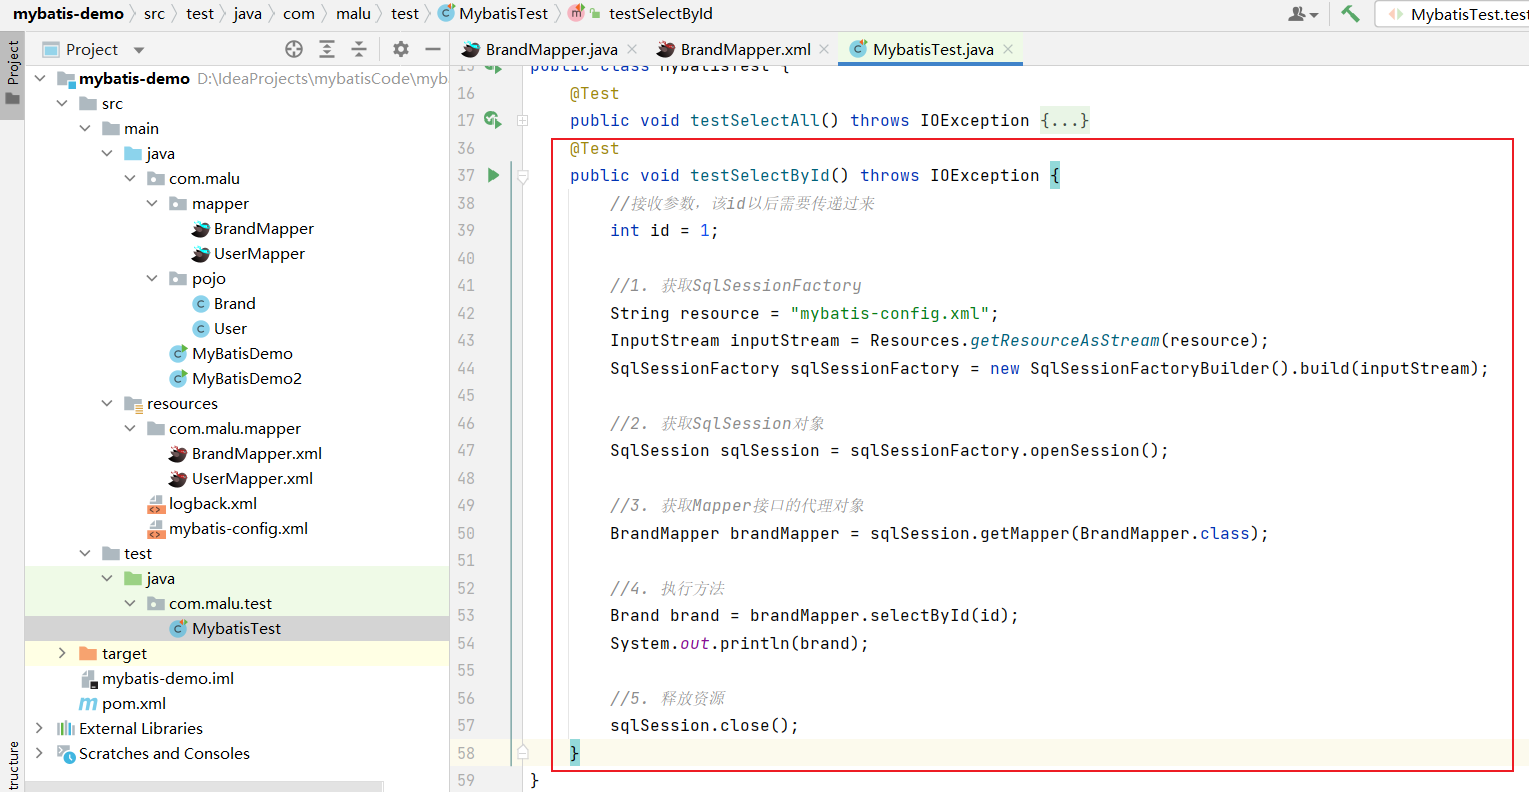 mybatis-demo src test java com malu test MybatisTest testSelectById
MybatisTest.test
Project
Project
BrandMapper.java
BrandMapper.xml
MybatisTest.java
mybatis-demo D:\IdeaProjects\mybatisCode\myb
src
main
java
com.malu
mapper
BrandMapper
UserMapper
pojo
Brand
User
MyBatisDemo
MyBatisDemo2
resources
com.malu.mapper
BrandMapper.xml
UserMapper.xml
logback.xml
mybatis-config.xml
test
java
com.malu.test
MybatisTest
target
mybatis-demo.iml
pom.xml
External Libraries
Scratches and Consoles
tructure
15 public class MybatisTest {
16 @Test
17 public void testSelectAll() throws IOException {...}
36 @Test
37 public void testSelectById() throws IOException {
38 //接收参数，该id以后需要传递过来
39 int id = 1;
40
41 //1. 获取SqlSessionFactory
42 String resource = "mybatis-config.xml";
43 InputStream inputStream = Resources.getResourceAsStream(resource);
44 SqlSessionFactory sqlSessionFactory = new SqlSessionFactoryBuilder().build(inputStream);
45
46 //2. 获取SqlSession对象
47 SqlSession sqlSession = sqlSessionFactory.openSession();
48
49 //3. 获取Mapper接口的代理对象
50 BrandMapper brandMapper = sqlSession.getMapper(BrandMapper.class);
51
52 //4. 执行方法
53 Brand brand = brandMapper.selectById(id);
54 System.out.println(brand);
55
56 //5. 释放资源
57 sqlSession.close();
58 }
59 }